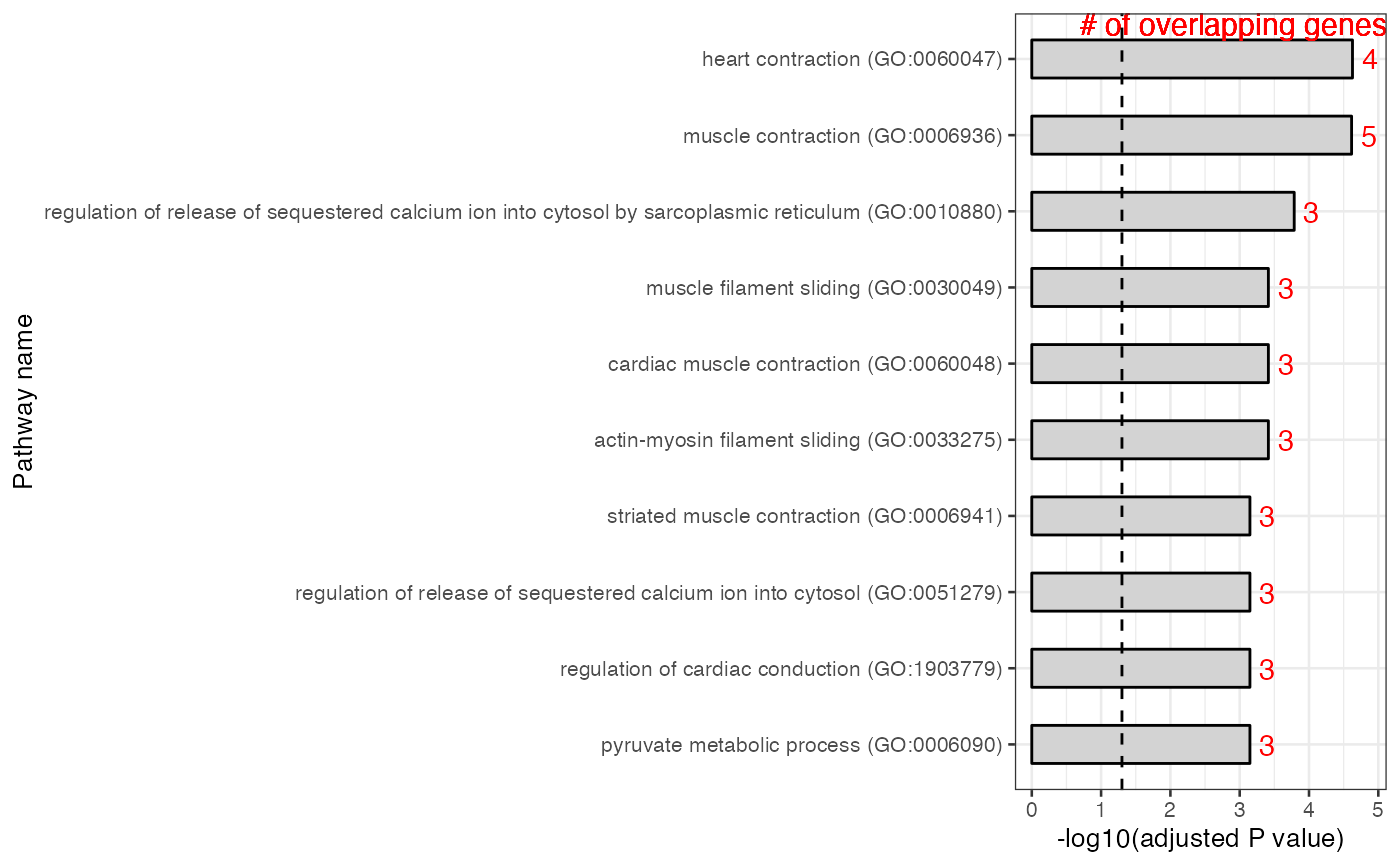 # of overlapping genes
heart contraction (GO:0060047) 4
muscle contraction (GO:0006936) 5
regulation of release of sequestered calcium ion into cytosol by sarcoplasmic reticulum (GO:0010880) 3
muscle filament sliding (GO:0030049) 3
cardiac muscle contraction (GO:0060048) 3
actin-myosin filament sliding (GO:0033275) 3
striated muscle contraction (GO:0006941) 3
regulation of release of sequestered calcium ion into cytosol (GO:0051279) 3
regulation of cardiac conduction (GO:1903779) 3
pyruvate metabolic process (GO:0006090) 3
Pathway name
0 1 2 3 4 5
-log10(adjusted P value)